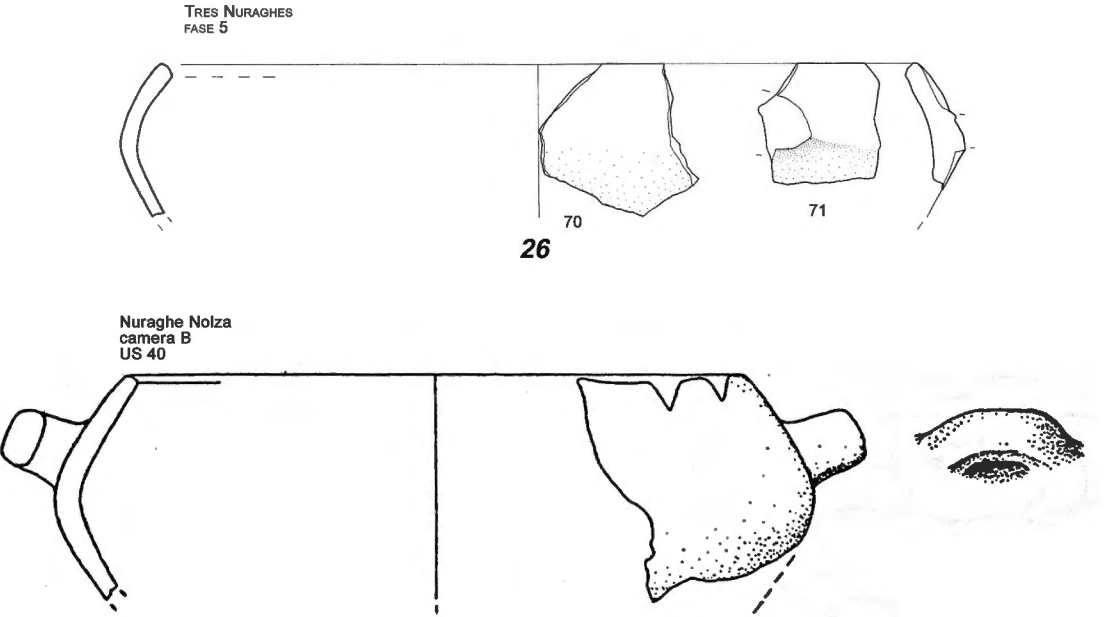 TRES NURAGHES
FASE 5
70
71
26
Nuraghe Nolza
camera B
US 40